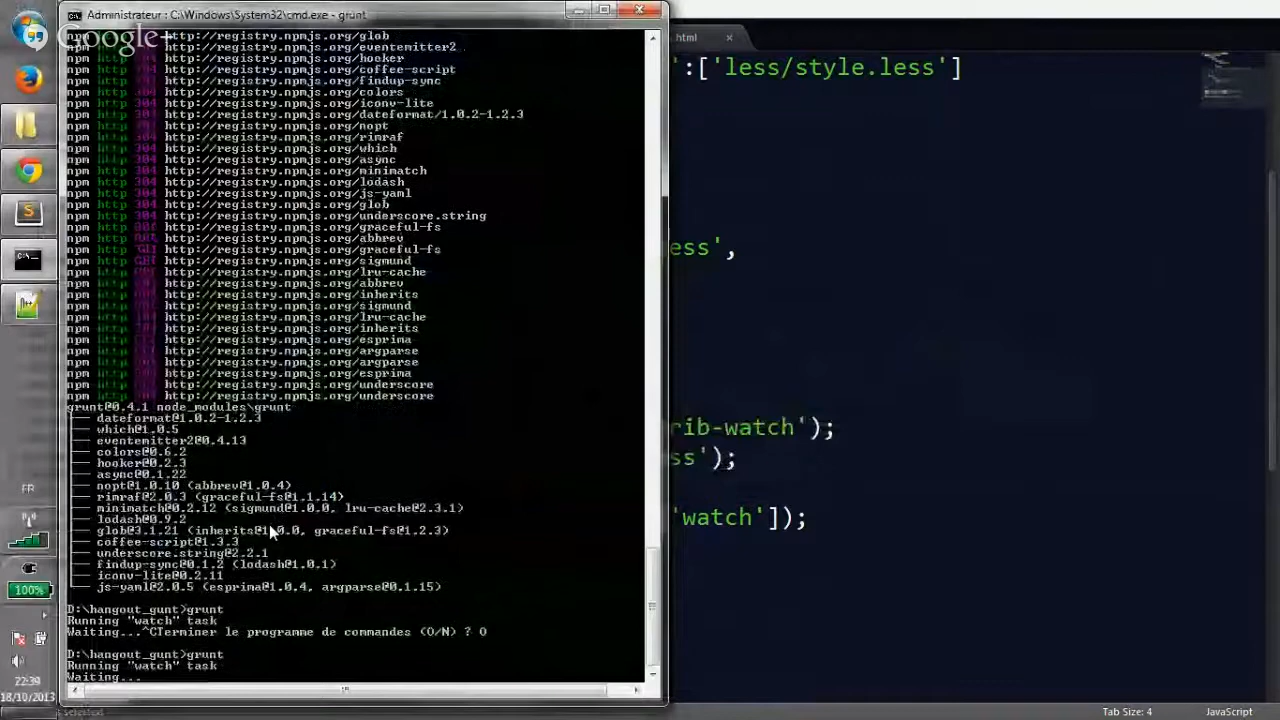 Administrateur : C:\Windows\System32\cmd.exe - grunt
Google+
npm http 304 http://registry.npmjs.org/glob
npm http 304 http://registry.npmjs.org/eventemitter2
npm http 304 http://registry.npmjs.org/hooker
npm http 304 http://registry.npmjs.org/coffee-script
npm http 304 http://registry.npmjs.org/findup-sync
npm http 304 http://registry.npmjs.org/colors
npm http 304 http://registry.npmjs.org/iconv-lite
npm http 304 http://registry.npmjs.org/dateformat/1.0.2-1.2.3
npm http 304 http://registry.npmjs.org/nopt
npm http 304 http://registry.npmjs.org/rimraf
npm http 304 http://registry.npmjs.org/which
npm http 304 http://registry.npmjs.org/async
npm http 304 http://registry.npmjs.org/minimatch
npm http 304 http://registry.npmjs.org/lodash
npm http 304 http://registry.npmjs.org/js-yaml
npm http 304 http://registry.npmjs.org/glob
npm http 304 http://registry.npmjs.org/underscore.string
npm http http://registry.npmjs.org/graceful-fs
npm http http://registry.npmjs.org/abbrev
npm http http://registry.npmjs.org/graceful-fs
npm http http://registry.npmjs.org/sigmund
npm http http://registry.npmjs.org/lru-cache
npm http http://registry.npmjs.org/abbrev
npm http http://registry.npmjs.org/inherits
npm http http://registry.npmjs.org/sigmund
npm http http://registry.npmjs.org/lru-cache
npm http http://registry.npmjs.org/inherits
npm http http://registry.npmjs.org/esprima
npm http http://registry.npmjs.org/argparse
npm http http://registry.npmjs.org/argparse
npm http http://registry.npmjs.org/esprima
npm http http://registry.npmjs.org/underscore
npm http http://registry.npmjs.org/underscore
grunt@0.4.1 node_modules\grunt
├── dateformat@1.0.2-1.2.3
├── which@1.0.5
├── eventemitter2@0.4.13
├── colors@0.6.2
├── hooker@0.2.3
├── async@0.1.22
├── nopt@1.0.10 (abbrev@1.0.4)
├── rimraf@2.0.3 (graceful-fs@1.1.14)
├── minimatch@0.2.12 (sigmund@1.0.0, lru-cache@2.3.1)
├── lodash@0.9.2
├── glob@3.1.21 (inherits@1.0.0, graceful-fs@1.2.3)
├── coffee-script@1.3.3
├── underscore.string@2.2.1
├── findup-sync@0.1.2 (lodash@1.0.1)
├── iconv-lite@0.2.11
└── js-yaml@2.0.5 (esprima@1.0.4, argparse@0.1.15)
D:\hangout_gunt>grunt
Running "watch" task
Waiting...^CTerminer le programme de commandes (O/N) ? O
D:\hangout_gunt>grunt
Running "watch" task
Waiting...
html
':['less/style.less']
ess',
rib-watch');
ss');
'watch']);
FR
100%
22:39
18/10/2013
Tab Size: 4
JavaScript